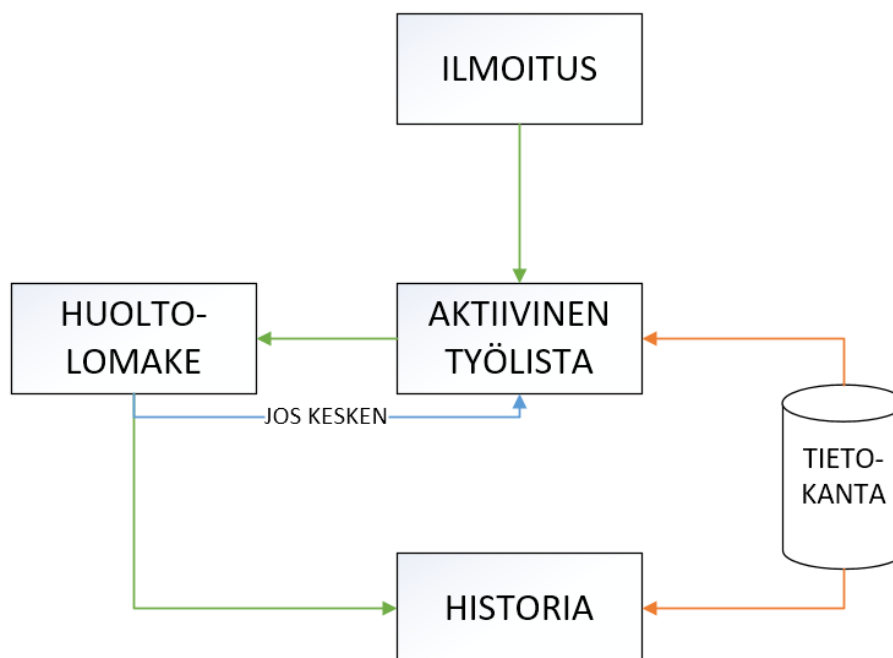 ILMOITUS
HUOLTO-
LOMAKE
AKTIIVINEN
TYÖLISTA
JOS KESKEN
TIETO-
KANTA
HISTORIA